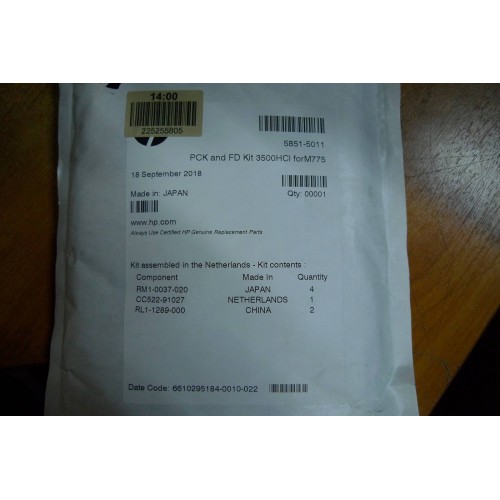 14:00
225255805
5851-5011
PCK and FD Kit 3500HCI forM775
18 September 2018
Made in: JAPAN Qty: 00001
www.hp.com
Always Use Certified HP Genuine Replacement Parts
Kit assembled in the Netherlands - Kit contents :
Component Made In Quantity
RM1-0037-020 JAPAN 4
CC522-91027 NETHERLANDS 1
RL1-1289-000 CHINA 2
Date Code: 6610295184-0010-022